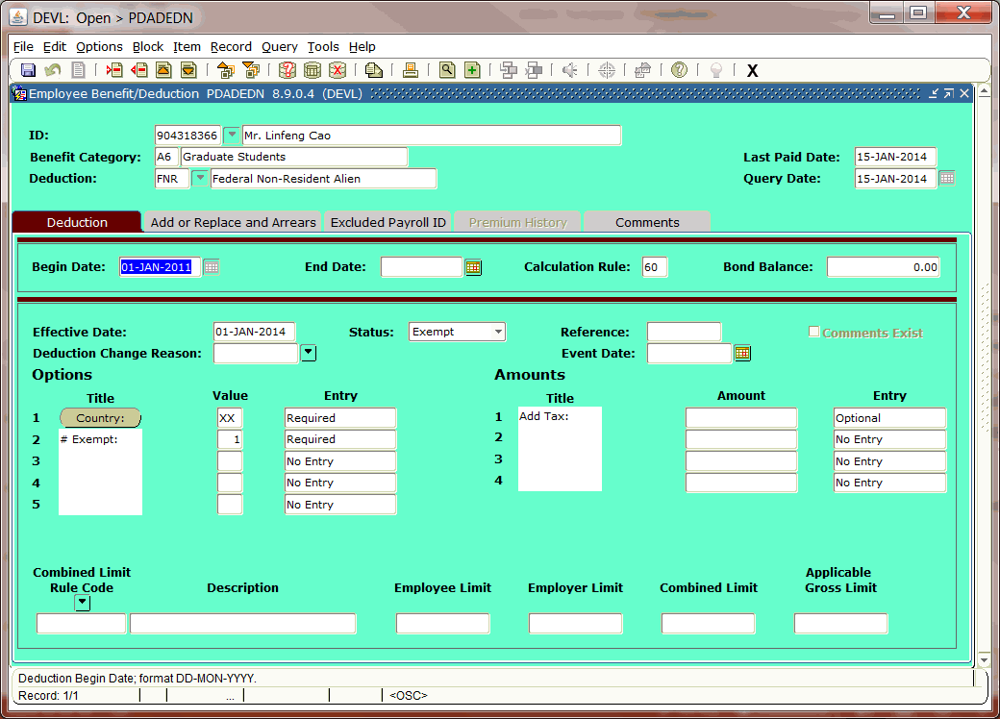 DEVL: Open > PDADEDN
File Edit Options Block Item Record Query Tools Help
X
Employee Benefit/Deduction PDADEDN 8.9.0.4 (DEVL)
ID: 904318366 Mr. Linfeng Cao
Benefit Category: A6 Graduate Students Last Paid Date: 15-JAN-2014
Deduction: FNR Federal Non-Resident Alien Query Date: 15-JAN-2014
Deduction Add or Replace and Arrears Excluded Payroll ID Premium History Comments
Begin Date: 01-JAN-2011 End Date: Calculation Rule: 60 Bond Balance: 0.00
Effective Date: 01-JAN-2014 Status: Exempt Reference: Comments Exist
Deduction Change Reason: Event Date:
Options Amounts
Title Value Entry Title Amount Entry
1 Country: XX Required 1 Add Tax: Optional
2 # Exempt: 1 Required 2 No Entry
3 No Entry 3 No Entry
4 No Entry 4 No Entry
5 No Entry
Combined Limit Applicable
Rule Code Description Employee Limit Employer Limit Combined Limit Gross Limit
Deduction Begin Date; format DD-MON-YYYY.
Record: 1/1 ... <OSC>